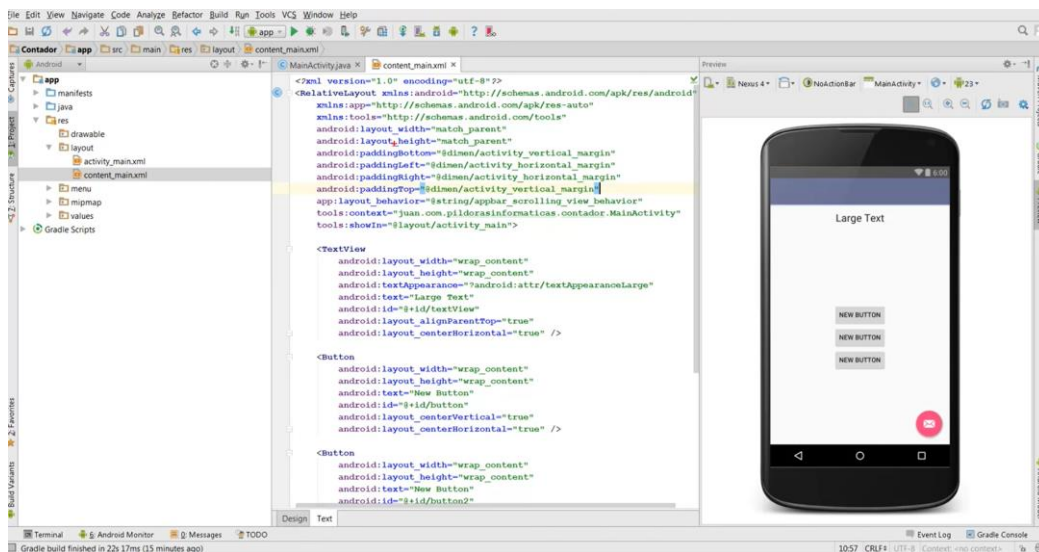 File Edit View Navigate Code Analyze Refactor Build Run Tools VCS Window Help
app
Contador app src main res layout content_main.xml
Android
MainActivity.java × content_main.xml ×
Preview
Captures
1: Project
Z: Structure
2: Favorites
Build Variants
app
manifests
java
res
drawable
layout
activity_main.xml
content_main.xml
menu
mipmap
values
Gradle Scripts
<?xml version="1.0" encoding="utf-8"?>
<RelativeLayout xmlns:android="http://schemas.android.com/apk/res/android"
xmlns:app="http://schemas.android.com/apk/res-auto"
xmlns:tools="http://schemas.android.com/tools"
android:layout_width="match_parent"
android:layout_height="match_parent"
android:paddingBottom="@dimen/activity_vertical_margin"
android:paddingLeft="@dimen/activity_horizontal_margin"
android:paddingRight="@dimen/activity_horizontal_margin"
android:paddingTop="@dimen/activity_vertical_margin"
app:layout_behavior="@string/appbar_scrolling_view_behavior"
tools:context="juan.com.pildorasinformaticas.contador.MainActivity"
tools:showIn="@layout/activity_main">
<TextView
android:layout_width="wrap_content"
android:layout_height="wrap_content"
android:textAppearance="?android:attr/textAppearanceLarge"
android:text="Large Text"
android:id="@+id/textView"
android:layout_alignParentTop="true"
android:layout_centerHorizontal="true" />
<Button
android:layout_width="wrap_content"
android:layout_height="wrap_content"
android:text="New Button"
android:id="@+id/button"
android:layout_centerVertical="true"
android:layout_centerHorizontal="true" />
<Button
android:layout_width="wrap_content"
android:layout_height="wrap_content"
android:text="New Button"
android:id="@+id/button2"
Design Text
Nexus 4 NoActionBar MainActivity 23
6:00
Large Text
NEW BUTTON
NEW BUTTON
NEW BUTTON
Terminal 6: Android Monitor 0: Messages TODO
Event Log Gradle Console
Gradle build finished in 22s 17ms (15 minutes ago)
10:57 CRLF UTF-8 Context: <no context>